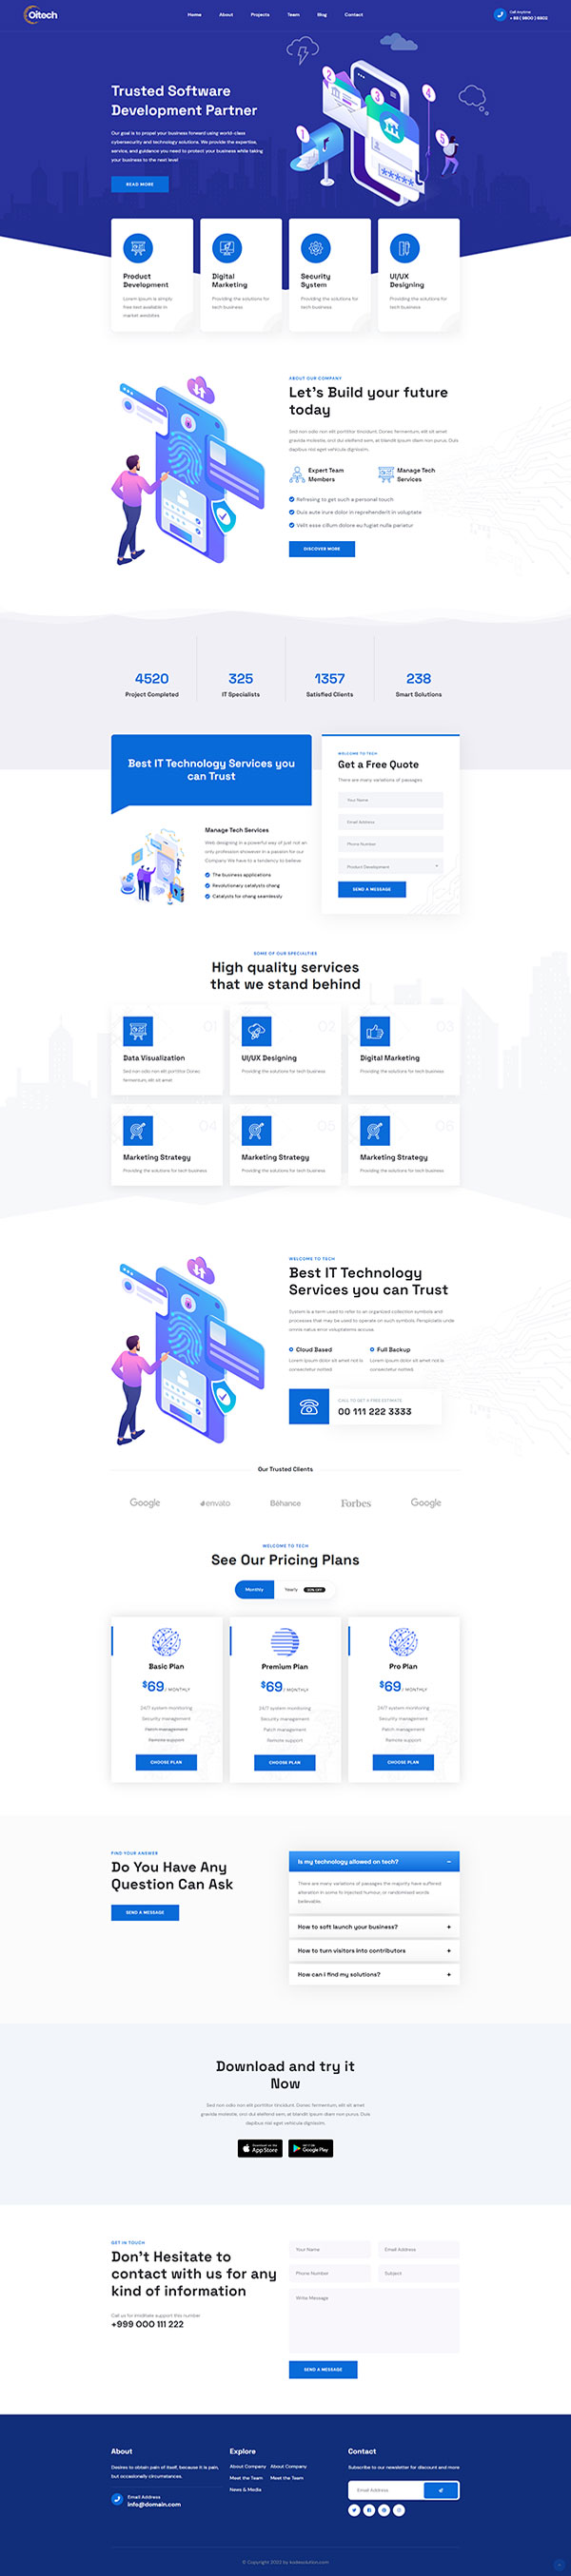 Oitech
Home About Projects Team Blog Contact
Call Anytime
Trusted Software
Development Partner
Our goal is to propel your business forward using world-class
cybersecurity and technology solutions. We provide the expertise,
service, and guidance you need to protect your business while taking
your business to the next level
READ MORE
1
2
3
4
5
Product
Development
Lorem ipsum is simply
free text available in
market websites
Digital
Marketing
Providing the solutions for
tech business
Security
System
Providing the solutions for
tech business
UI/UX
Designing
Providing the solutions for
tech business
ABOUT OUR COMPANY
Let's Build your future
today
Sed non odio non elit porttitor tincidunt. Donec fermentum, elit sit amet
gravida molestie, orci dui eleifend sem, at blandit ipsum diam non purus. Duis
dapibus nisl eget vehicula dignissim.
Expert Team
Members
Manage Tech
Services
Refresing to get such a personal touch
Duis aute irure dolor in reprehenderit in voluptate
Velit esse cillum dolore eu fugiat nulla pariatur
DISCOVER MORE
4520
Project Completed
325
IT Specialists
1357
Satisfied Clients
238
Smart Solutions
Best IT Technology Services you
can Trust
Manage Tech Services
Web designing in a powerful way of just not an
only profession however in a passion for our
Company We have to a tendency to believe
The business applications
Revolutionary catalysts chang
Catalysts for chang seamlessly
WELCOME TO TECH
Get a Free Quote
There are many variations of passages
Your Name
Email Address
Phone Number
Product Development
SEND A MESSAGE
SOME OF OUR SPECIALTIES
High quality services
that we stand behind
01
Data Visualization
Sed non odio non elit porttitor Donec
fermentum, elit sit amet
02
UI/UX Designing
Providing the solutions for tech business
03
Digital Marketing
Providing the solutions for tech business
04
Marketing Strategy
Providing the solutions for tech business
05
Marketing Strategy
Providing the solutions for tech business
06
Marketing Strategy
Providing the solutions for tech business
WELCOME TO TECH
Best IT Technology
Services you can Trust
System is a term used to refer to an organized collection symbols and
processes that may be used to operate on such symbols. Perspiciatis unde
omnis natus error voluptatems accusa
Cloud Based
Lorem Ipsum dolor sit amet not is
consectetur notted
Full Backup
Lorem Ipsum dolor sit amet not is
consectetur notted
CALL TO GET A FREE ESTIMATE
00 111 222 3333
Our Trusted Clients
Google envato Behance Forbes Google
WELCOME TO TECH
See Our Pricing Plans
Monthly Yearly
Basic Plan
$69 / MONTHLY
24/7 system monitoring
Security management
Patch management
Remote support
CHOOSE PLAN
Premium Plan
$69 / MONTHLY
24/7 system monitoring
Security management
Patch management
Remote support
CHOOSE PLAN
Pro Plan
$69 / MONTHLY
24/7 system monitoring
Security management
Patch management
Remote support
CHOOSE PLAN
FIND YOUR ANSWER
Do You Have Any
Question Can Ask
SEND A MESSAGE
Is my technology allowed on tech? −
There are many variations of passages the majority have suffered
alteration in some fo injected humour, or randomised words
believable.
How to soft launch your business? +
How to turn visitors into contributors +
How can i find my solutions? +
Download and try it
Now
Sed non odio non elit porttitor tincidunt. Donec fermentum, elit sit amet
gravida molestie, orci dui eleifend sem, at blandit ipsum diam non purus. Duis
dapibus nisl eget vehicula dignissim.
App Store
Google Play
GET IN TOUCH
Don't Hesitate to
contact with us for any
kind of information
Call us for imidiate support this number
+999 000 111 222
Your Name
Email Address
Phone Number
Subject
Write Message
SEND A MESSAGE
About
Desires to obtain pain of itself, because it is pain,
but occasionally circumstances.
Email Address
info@domain.com
Explore
About Company About Company
Meet the Team Meet the Team
News & Media
Contact
Subscribe to our newsletter for discount and more
Email Address
© Copyright 2002 by kodesolution.com